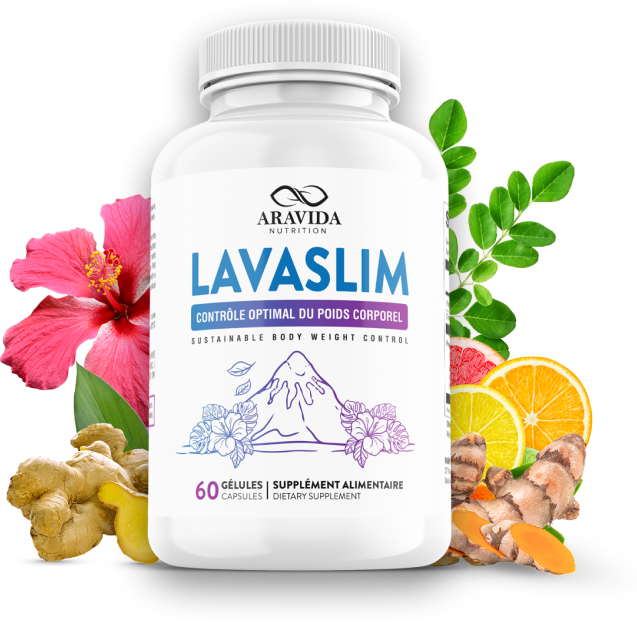 ARAVIDA
NUTRITION
LAVASLIM
CONTRÔLE OPTIMAL DU POIDS CORPOREL
SUSTAINABLE BODY WEIGHT CONTROL
60 GÉLULES | SUPPLÉMENT ALIMENTAIRE
CAPSULES | DIETARY SUPPLEMENT